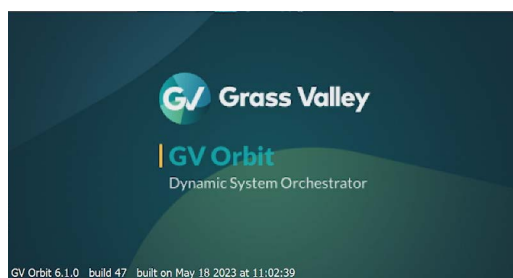 GV Grass Valley
GV Orbit
Dynamic System Orchestrator
GV Orbit 6.1.0 build 47 built on May 18 2023 at 11:02:39